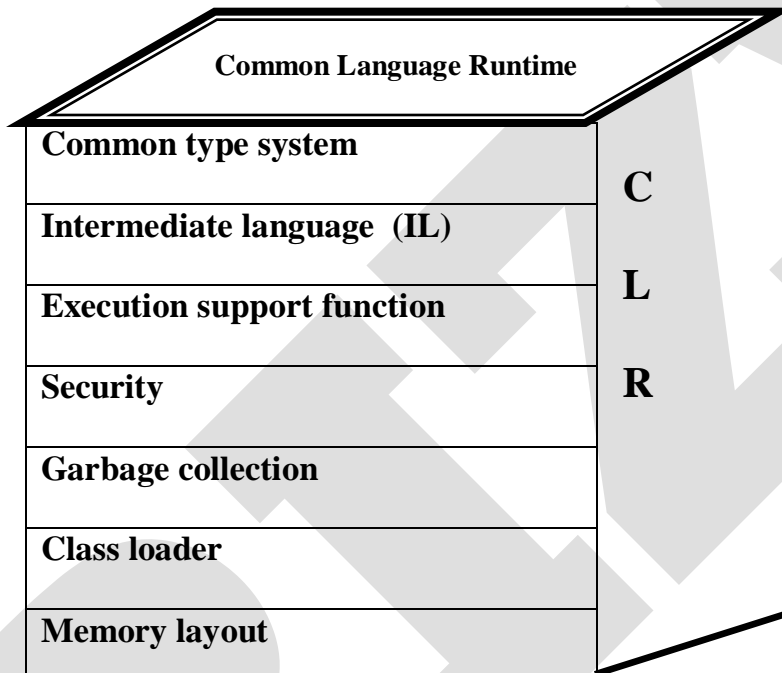 Common Language Runtime
Common type system
Intermediate language (IL)
Execution support function
Security
Garbage collection
Class loader
Memory layout
C
L
R